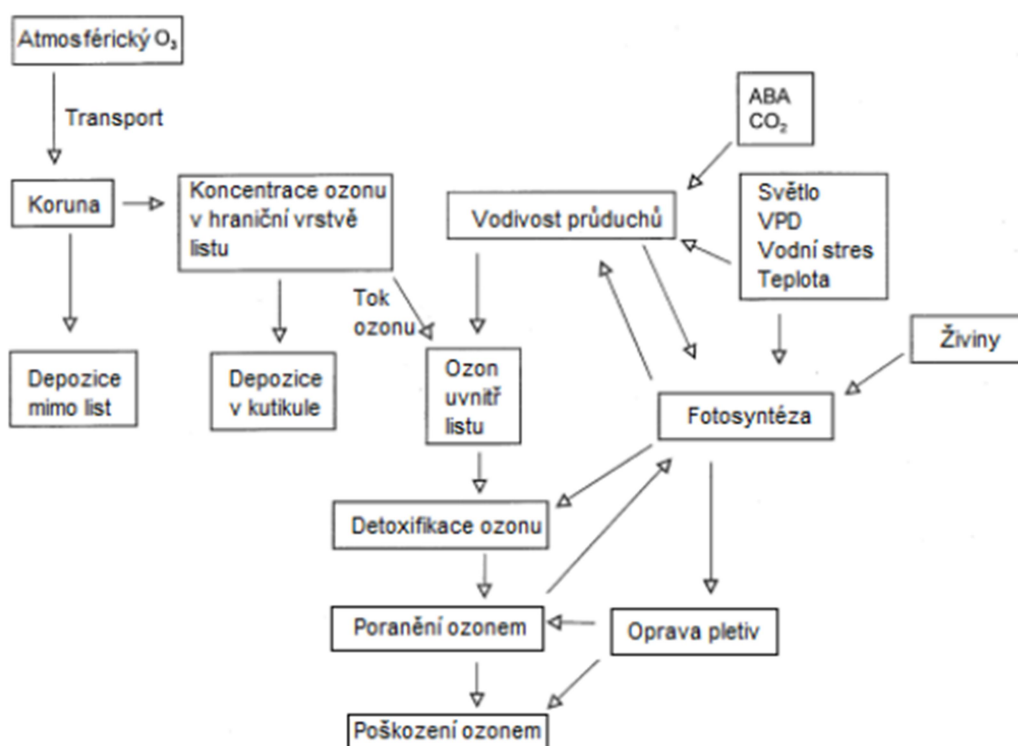 Atmosférický O₃
Transport
ABA
CO₂
Koruna
Koncentrace ozonu
v hraniční vrstvě
listu
Vodivost průduchů
Světlo
VPD
Vodní stres
Teplota
Tok
ozonu
Živiny
Depozice
mimo list
Depozice
v kutikule
Ozon
uvnitř
listu
Fotosyntéza
Detoxifikace ozonu
Poranění ozonem
Oprava pletiv
Poškození ozonem